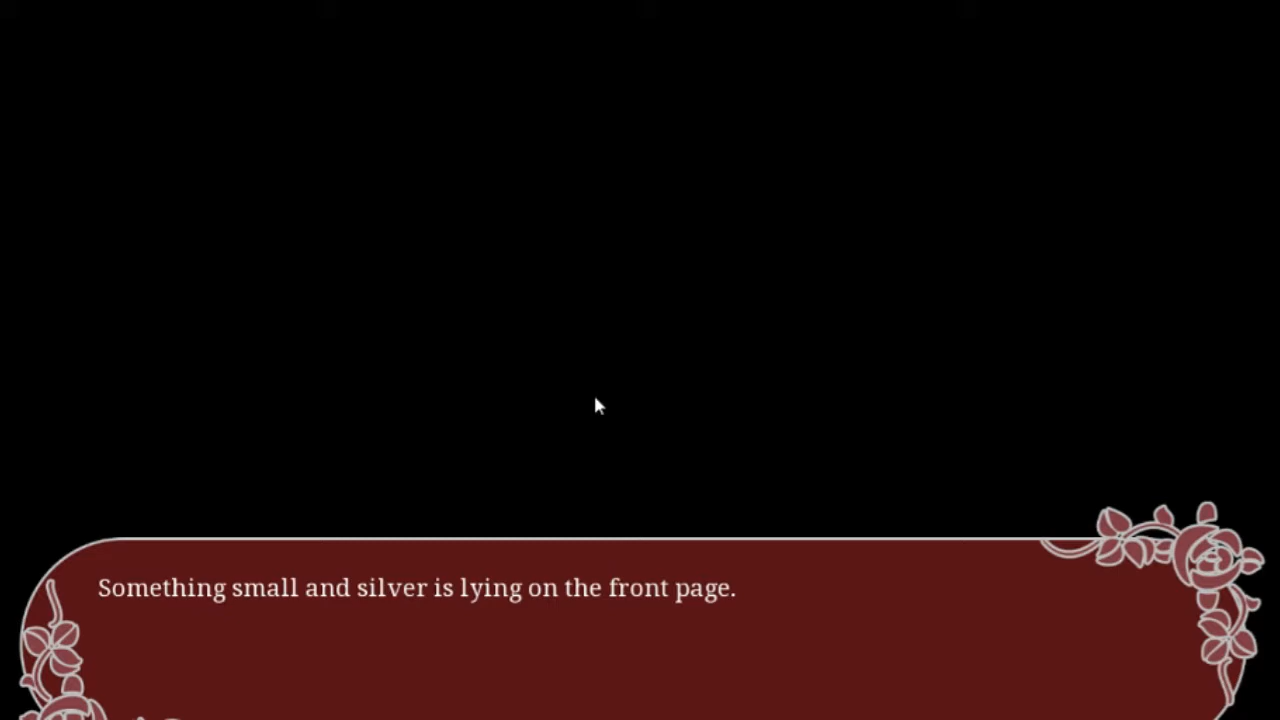 Something small and silver is lying on the front page.